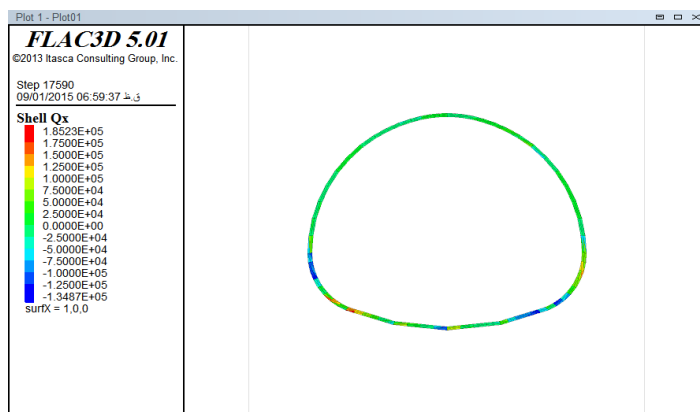 Plot 1 - Plot01
FLAC3D 5.01
©2013 Itasca Consulting Group, Inc.
Step 17590
09/01/2015 06:59:37 ق.ظ
Shell Qx
1.8523E+05
1.7500E+05
1.5000E+05
1.2500E+05
1.0000E+05
7.5000E+04
5.0000E+04
2.5000E+04
0.0000E+00
-2.5000E+04
-5.0000E+04
-7.5000E+04
-1.0000E+05
-1.2500E+05
-1.3487E+05
surfX = 1,0,0